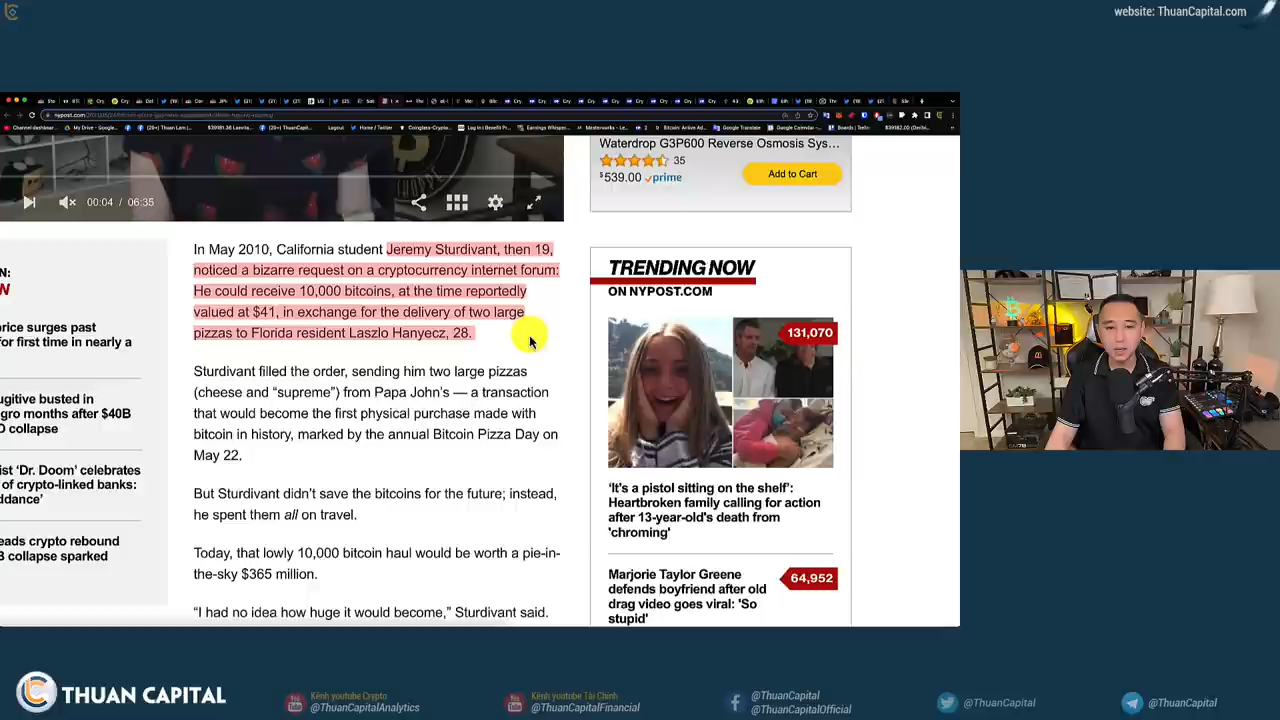 website: ThuanCapital.com
nypost.com
Waterdrop G3P600 Reverse Osmosis Sys…
35
$539.00 prime
Add to Cart
00:04 / 06:35
In May 2010, California student Jeremy Sturdivant, then 19,
noticed a bizarre request on a cryptocurrency internet forum:
He could receive 10,000 bitcoins, at the time reportedly
valued at $41, in exchange for the delivery of two large
pizzas to Florida resident Laszlo Hanyecz, 28.
Sturdivant filled the order, sending him two large pizzas
(cheese and “supreme”) from Papa John’s — a transaction
that would become the first physical purchase made with
bitcoin in history, marked by the annual Bitcoin Pizza Day on
May 22.
But Sturdivant didn’t save the bitcoins for the future; instead,
he spent them all on travel.
Today, that lowly 10,000 bitcoin haul would be worth a pie-in-
the-sky $365 million.
“I had no idea how huge it would become,” Sturdivant said.
N:
N
rice surges past
for first time in nearly a
ugitive busted in
gro months after $40B
collapse
ist ‘Dr. Doom’ celebrates
of crypto-linked banks:
ddance’
eads crypto rebound
B collapse sparked
TRENDING NOW
ON NYPOST.COM
131,070
‘It’s a pistol sitting on the shelf’:
Heartbroken family calling for action
after 13-year-old's death from
'chroming'
Marjorie Taylor Greene
defends boyfriend after old
drag video goes viral: 'So
stupid'
64,952
THUAN CAPITAL
Kênh youtube Crypto
@ThuanCapitalAnalytics
Kênh youtube Tài Chính
@ThuanCapitalFinancial
@ThuanCapital
@ThuanCapitalOfficial
@ThuanCapital
@ThuanCapital